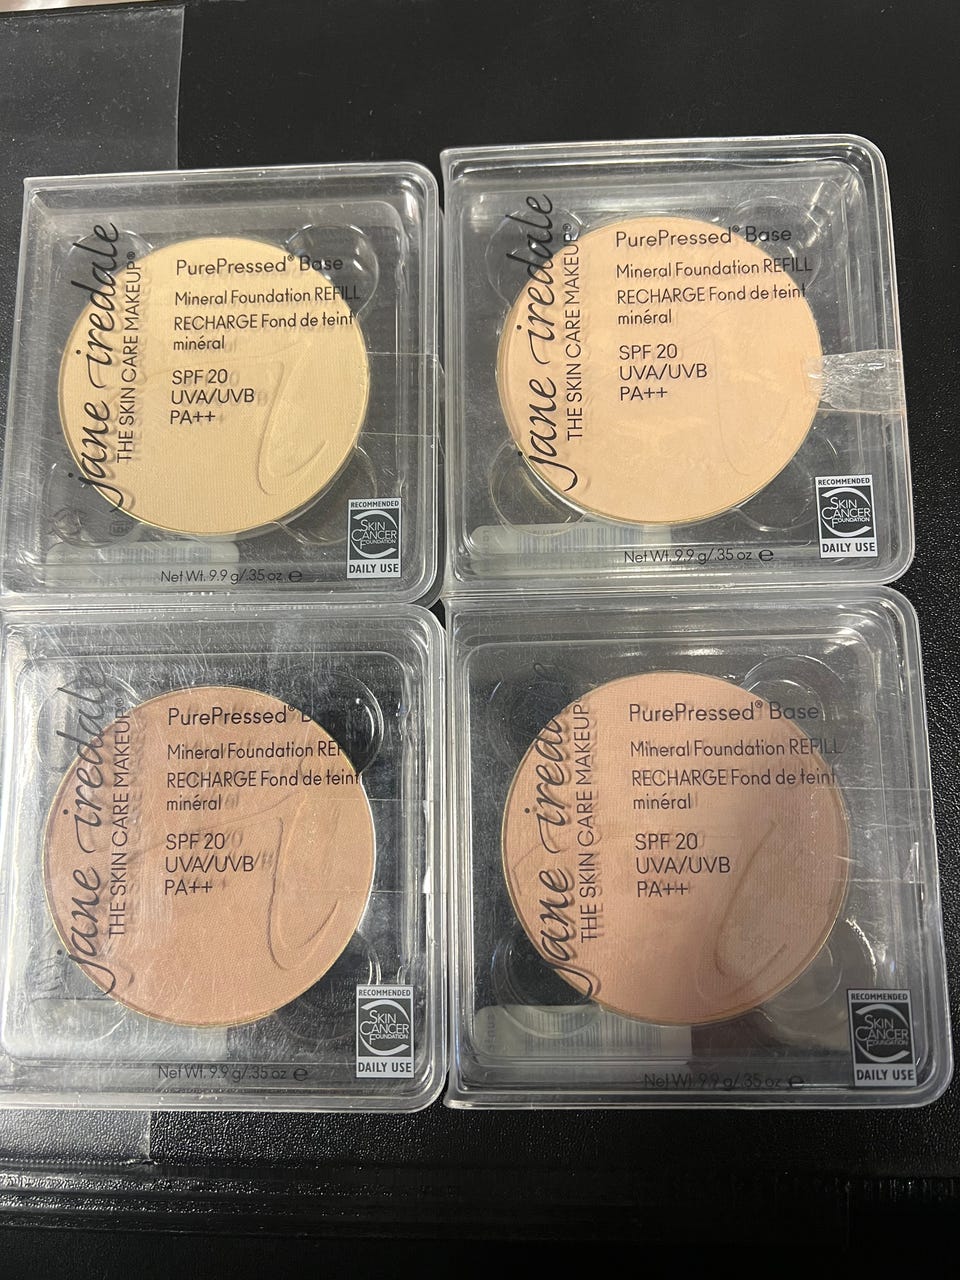 jane iredale
THE SKIN CARE MAKEUP®
PurePressed® Base
Mineral Foundation REFILL
RECHARGE Fond de teint
minéral
SPF 20
UVA/UVB
PA++
RECOMMENDED
SKIN
CANCER
FOUNDATION
DAILY USE
Net Wt. 9.9 g/.35 oz. ℮
jane iredale
THE SKIN CARE MAKEUP®
PurePressed® Base
Mineral Foundation REFILL
RECHARGE Fond de teint
minéral
SPF 20
UVA/UVB
PA++
RECOMMENDED
SKIN
CANCER
FOUNDATION
DAILY USE
Net Wt. 9.9 g/.35 oz. ℮
jane iredale
THE SKIN CARE MAKEUP®
PurePressed®
Mineral Foundation
RECHARGE Fond de teint
minéral
SPF 20
UVA/UVB
PA++
RECOMMENDED
SKIN
CANCER
FOUNDATION
DAILY USE
Net Wt. 9.9 g/.35 oz ℮
jane iredale
THE SKIN CARE MAKEUP®
PurePressed® Base
Mineral Foundation REFILL
RECHARGE Fond de teint
minéral
SPF 20
UVA/UVB
PA++
RECOMMENDED
SKIN
CANCER
FOUNDATION
DAILY USE
Net Wt. 9.9 g/.35 oz ℮